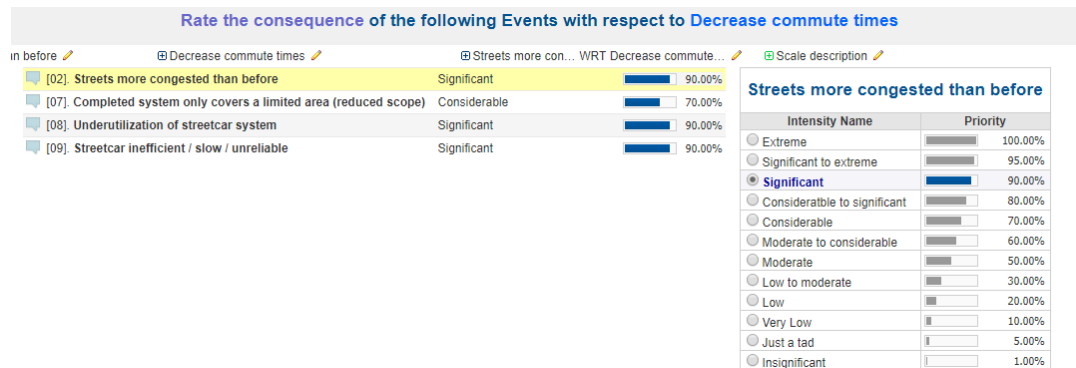 Rate the consequence of the following Events with respect to Decrease commute times
n before Decrease commute times Streets more con... WRT Decrease commute... Scale description
[02]. Streets more congested than before Significant 90.00%
[07]. Completed system only covers a limited area (reduced scope) Considerable 70.00%
[08]. Underutilization of streetcar system Significant 90.00%
[09]. Streetcar inefficient / slow / unreliable Significant 90.00%
Streets more congested than before
Intensity Name Priority
Extreme 100.00%
Significant to extreme 95.00%
Significant 90.00%
Consideratble to significant 80.00%
Considerable 70.00%
Moderate to considerable 60.00%
Moderate 50.00%
Low to moderate 30.00%
Low 20.00%
Very Low 10.00%
Just a tad 5.00%
Insignificant 1.00%